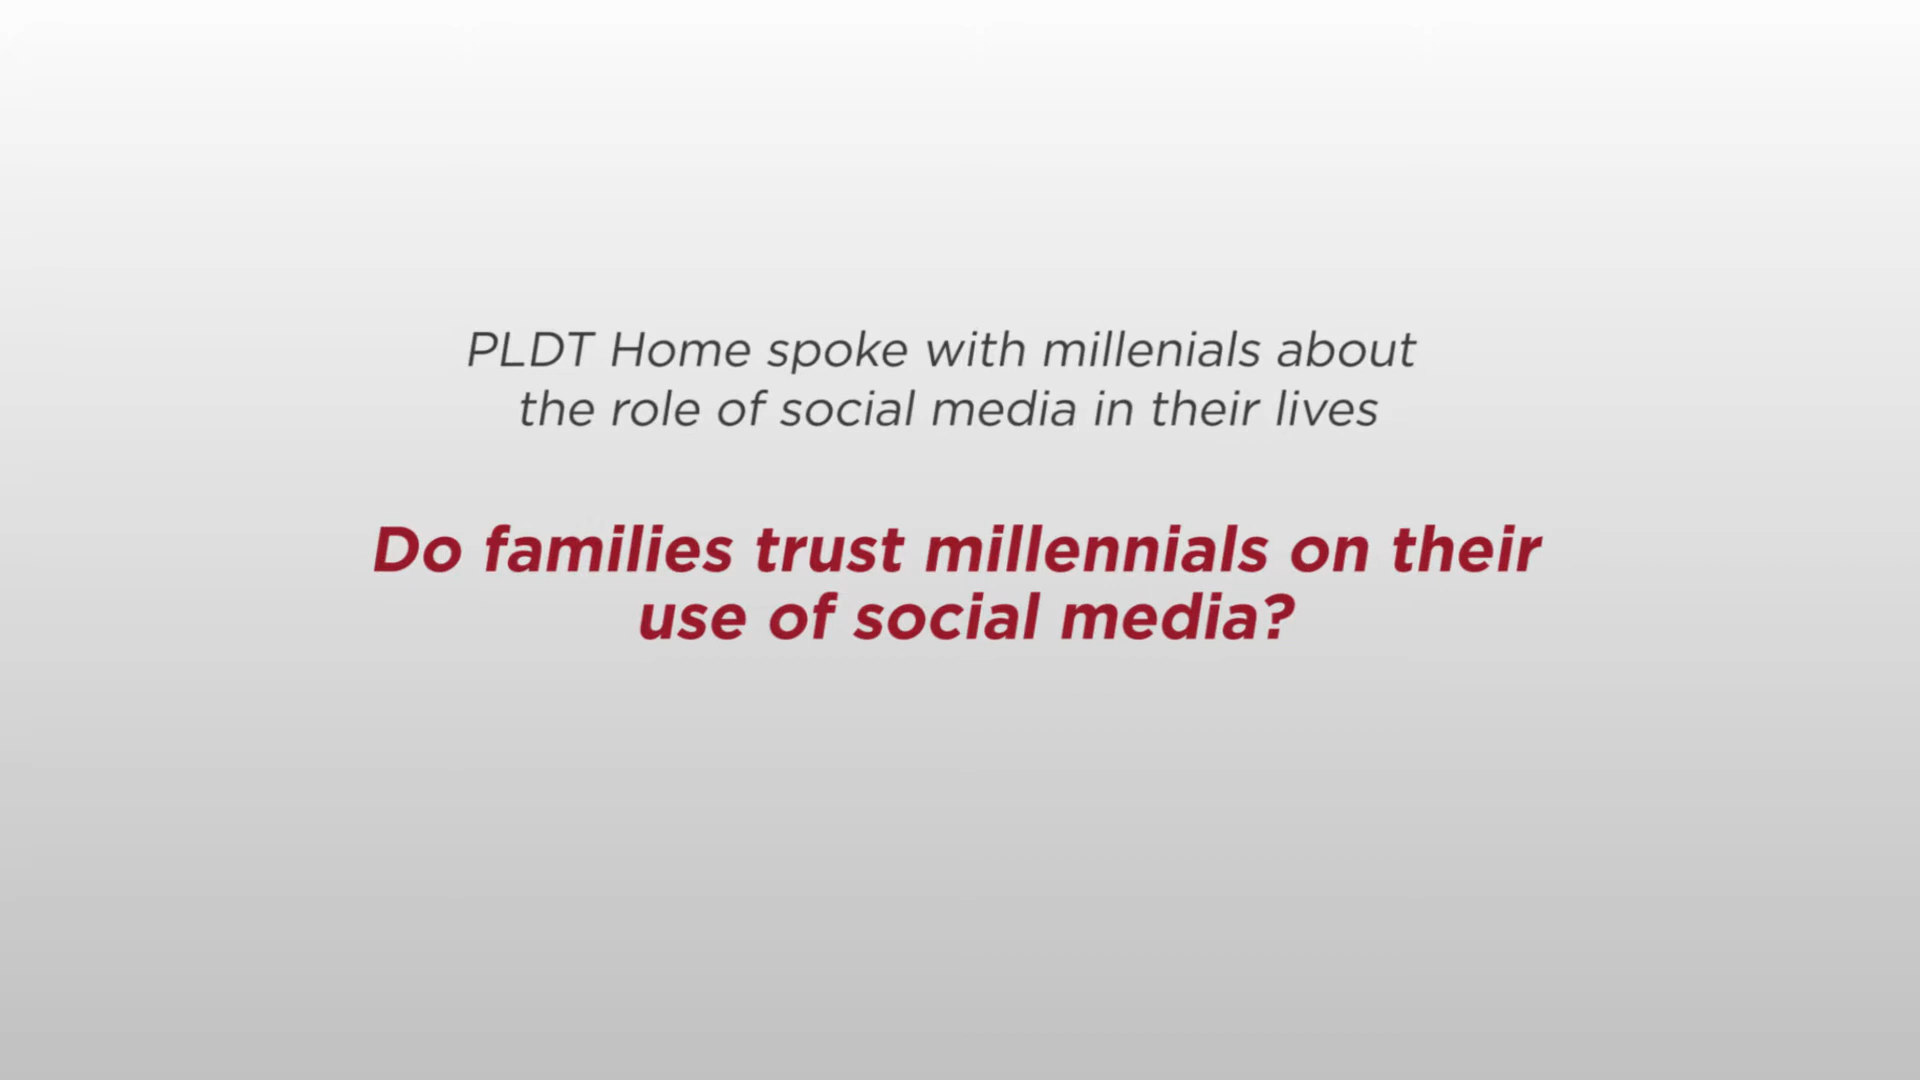 PLDT Home spoke with millenials about
the role of social media in their lives
Do families trust millennials on their
use of social media?